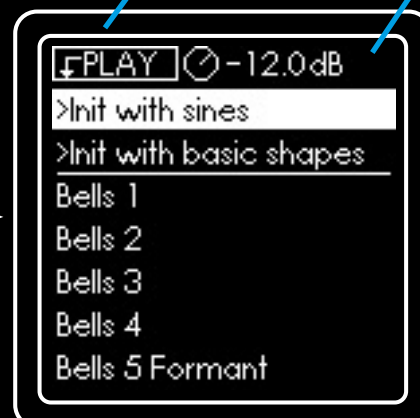 PLAY -12.0dB
>Init with sines
>Init with basic shapes
Bells 1
Bells 2
Bells 3
Bells 4
Bells 5 Formant